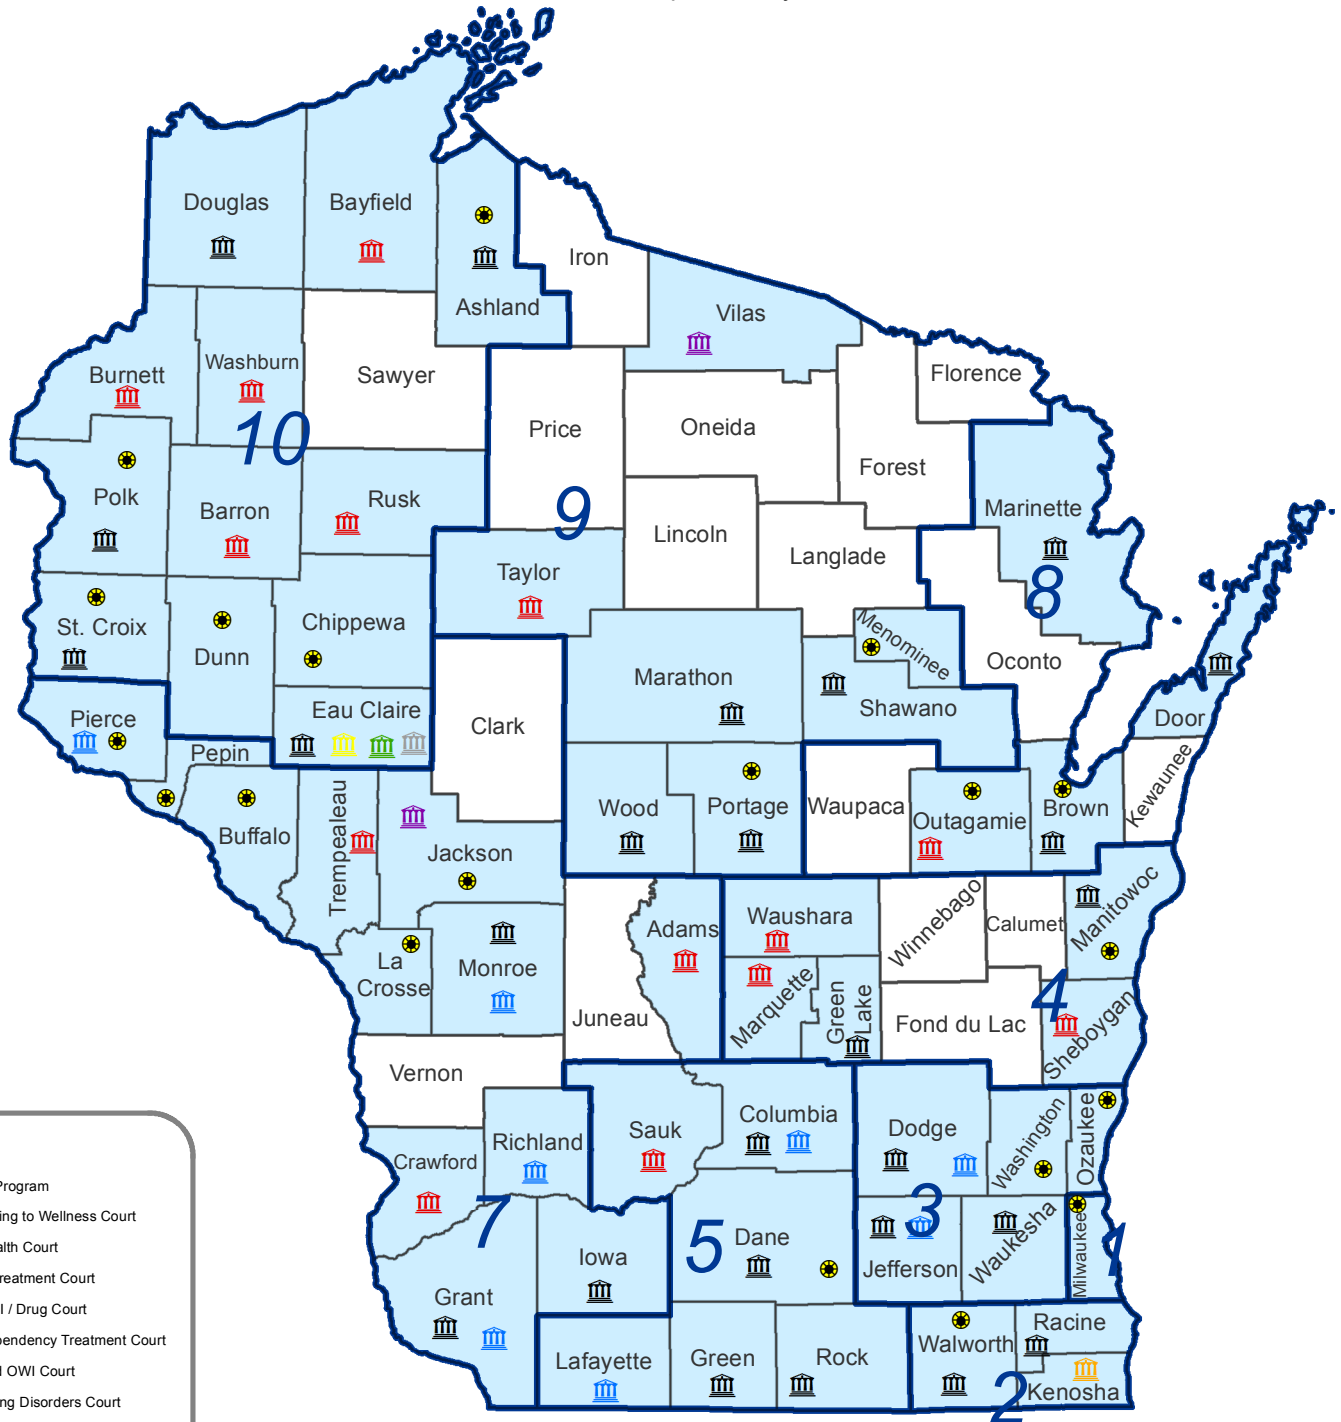 Douglas
Bayfield
Ashland
Iron
Vilas
Burnett
Washburn
Sawyer
Florence
Price
Oneida
Forest
10
Polk
Barron
Rusk
9
Marinette
Lincoln
Langlade
Taylor
8
St. Croix
Chippewa
Dunn
Menominee
Oconto
Marathon
Shawano
Door
Pierce
Eau Claire
Clark
Pepin
Kewaunee
Buffalo
Trempealeau
Wood
Portage
Waupaca
Outagamie
Brown
Jackson
Adams
Waushara
Winnebago
Calumet
Manitowoc
La
Crosse
Monroe
Juneau
Marquette
Green
Lake
4
Fond du Lac
Sheboygan
Vernon
Richland
Sauk
Columbia
Dodge
Washington
Ozaukee
Crawford
7
3
5
Dane
Iowa
Jefferson
Waukesha
Milwaukee
1
Grant
Lafayette
Green
Rock
Walworth
Racine
Kenosha
2
Program
ing to Wellness Court
alth Court
reatment Court
I / Drug Court
pendency Treatment Court
l OWI Court
ng Disorders Court